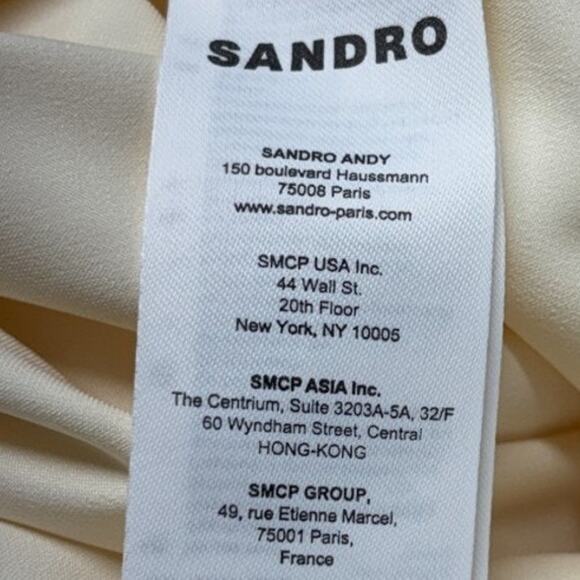 SANDRO
SANDRO ANDY
150 boulevard Haussmann
75008 Paris
www.sandro-paris.com
SMCP USA Inc.
44 Wall St.
20th Floor
New York, NY 10005
SMCP ASIA Inc.
The Centrium, Suite 3203A-5A, 32/F
60 Wyndham Street, Central
HONG-KONG
SMCP GROUP,
49, rue Etienne Marcel,
75001 Paris,
France